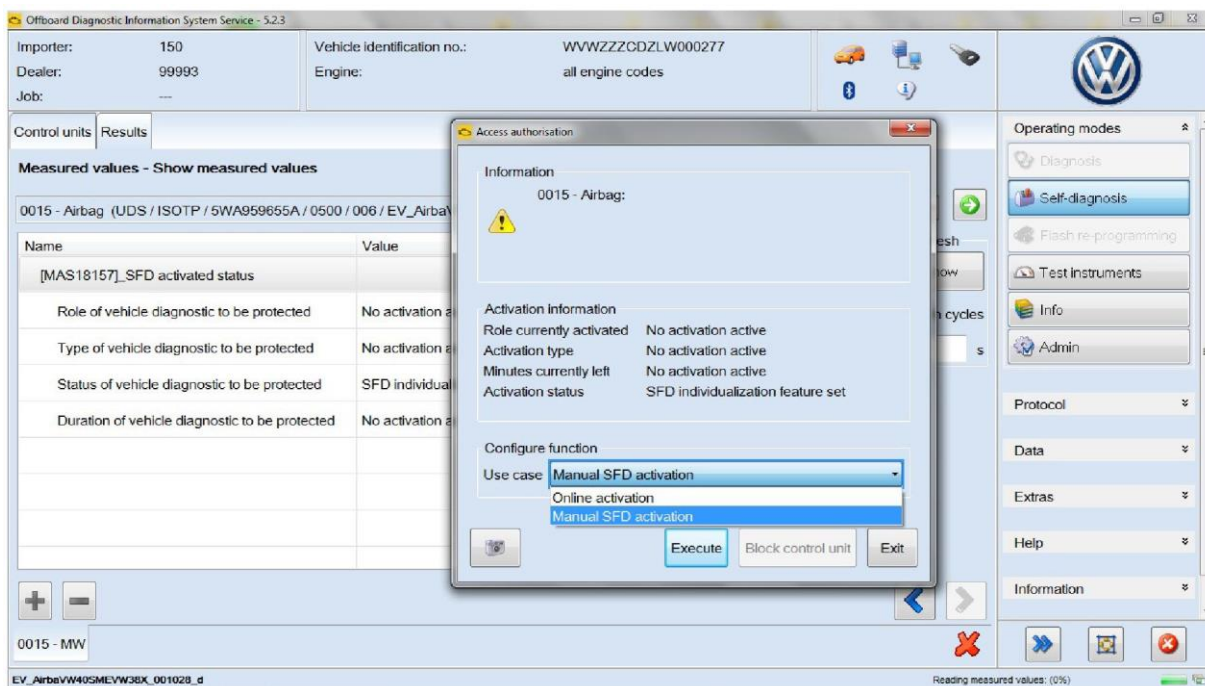 Offboard Diagnostic Information System Service - 5.2.3
Importer: 150
Dealer: 99993
Job: ---
Vehicle identification no.: WVWZZZCDZLW000277
Engine: all engine codes
Control units Results
Measured values - Show measured values
0015 - Airbag (UDS / ISOTP / 5WA959655A / 0500 / 006 /
Name Value
[MAS18157]_SFD activated status
Role of vehicle diagnostic to be protected No activation
Type of vehicle diagnostic to be protected No activation
Status of vehicle diagnostic to be protected SFD
Duration of vehicle diagnostic to be protected No activation
cycles
s
0015 - MW
EV_AirbaVW40SMEVW38X_001028_d
Reading measured values: (0%)
Access authorisation
Information
0015 - Airbag:
Activation information
Role currently activated No activation active
Activation type No activation active
Minutes currently left No activation active
Activation status SFD individualization feature set
Configure function
Use case Manual SFD activation
Online activation
Manual SFD activation
Execute Block control unit Exit
Operating modes
Diagnosis
Self-diagnosis
Flash re-programming
Test instruments
Info
Admin
Protocol
Data
Extras
Help
Information